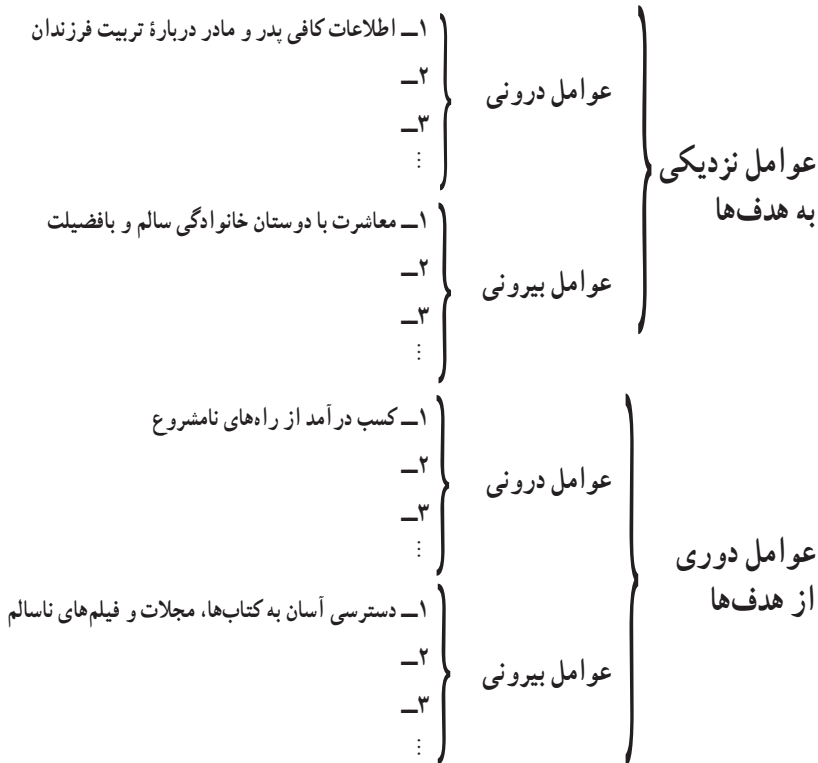 عوامل نزدیکی
به هدف‌ها
عوامل درونی
۱ــ اطلاعات کافی پدر و مادر دربارهٔ تربیت فرزندان
۲ــ
۳ــ
⋮
عوامل بیرونی
۱ــ معاشرت با دوستان خانوادگی سالم و بافضیلت
۲ــ
۳ــ
⋮
عوامل دوری
از هدف‌ها
عوامل درونی
۱ــ کسب درآمد از راه‌های نامشروع
۲ــ
۳ــ
⋮
عوامل بیرونی
۱ــ دسترسی آسان به کتاب‌ها، مجلات و فیلم‌های ناسالم
۲ــ
۳ــ
⋮